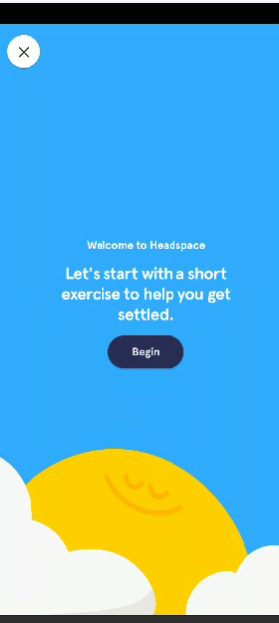 Welcome to Headspace
Let's start with a short
exercise to help you get
settled.
Begin